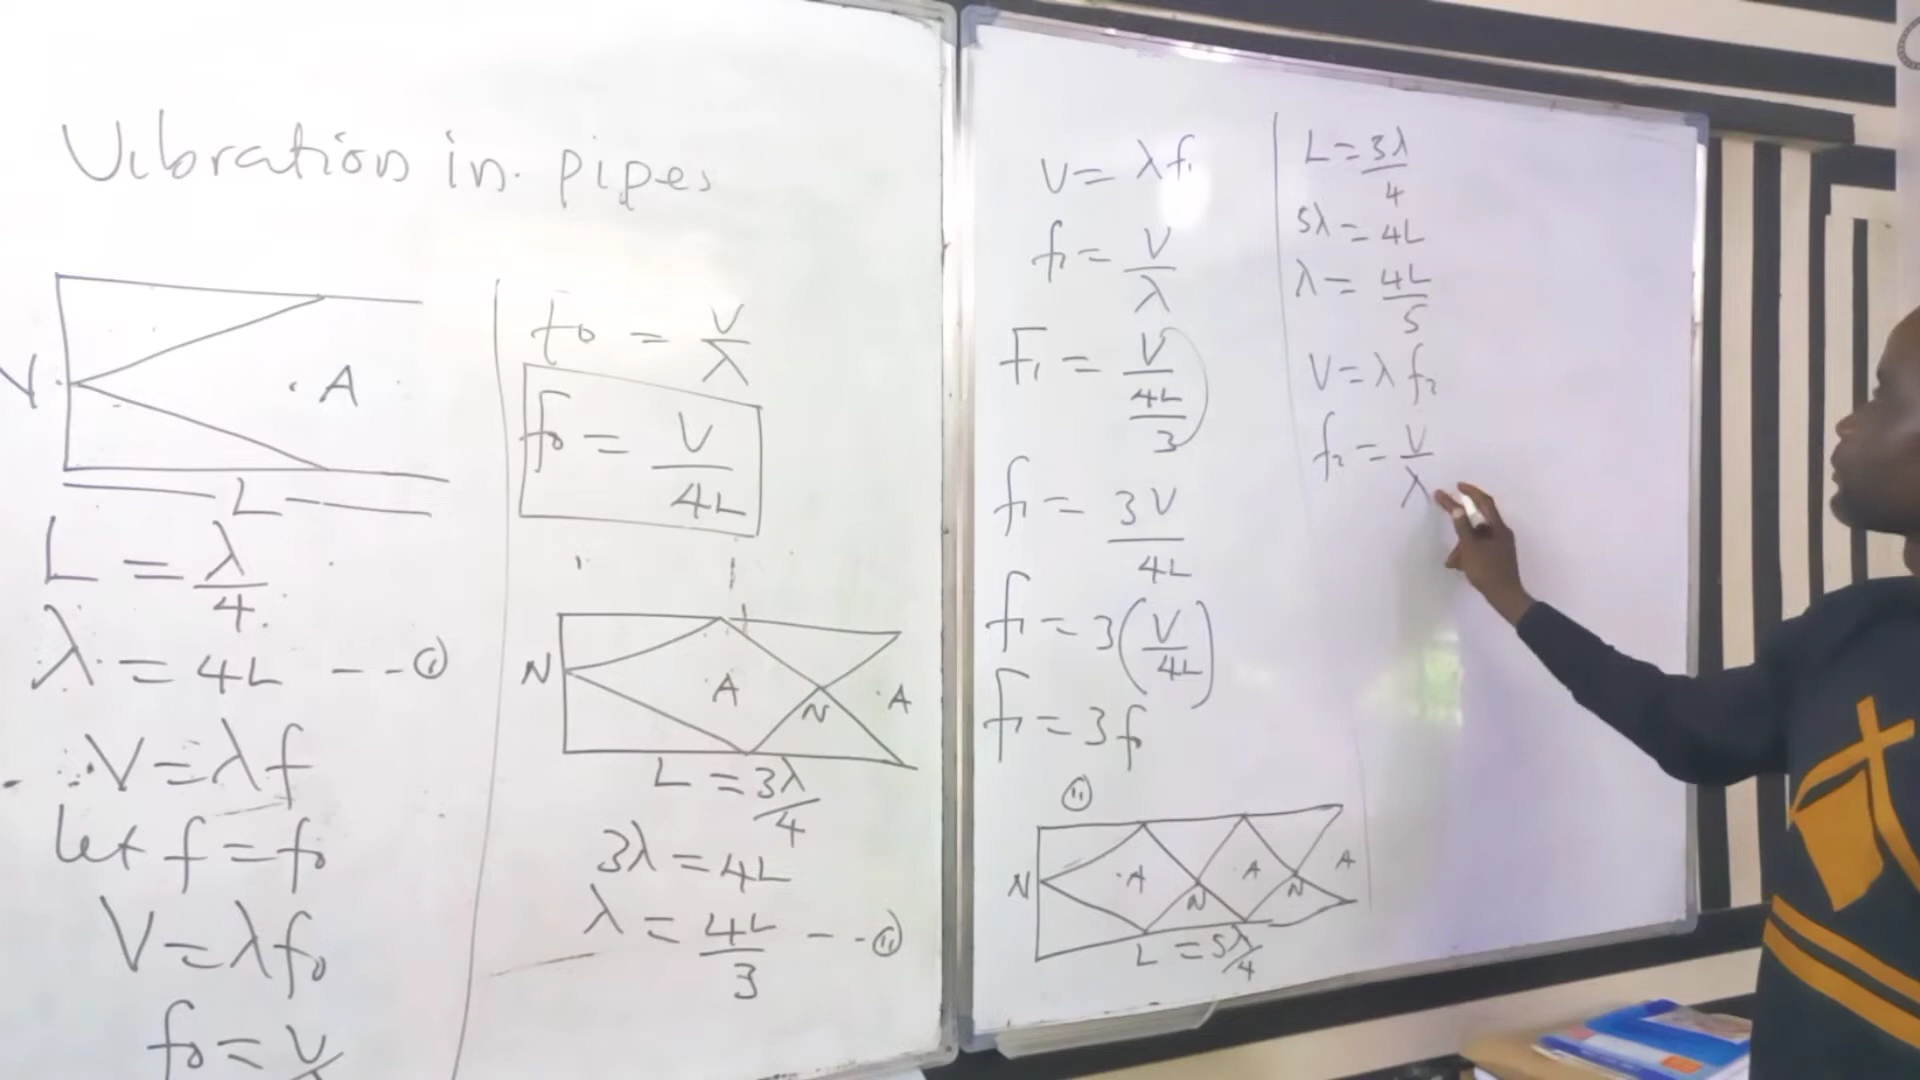 Vibration in pipes
N
A
L
L = λ/4
λ = 4L --- (i)
∴ V = λf
let f = f₀
V = λf₀
f₀ = V
f₀ = V/λ
f₀ = V/4L
N A N A
L = 3λ/4
3λ = 4L
λ = 4L/3 --- (ii)
V = λf₁
f₁ = V/λ
F₁ = V/(4L/3)
f₁ = 3V/4L
f₁ = 3(V/4L)
f₁ = 3f₀
(ii)
N A N A N A
L = 5λ/4
L = 3λ/4
5λ = 4L
λ = 4L/5
V = λf₂
f₂ = V/λ